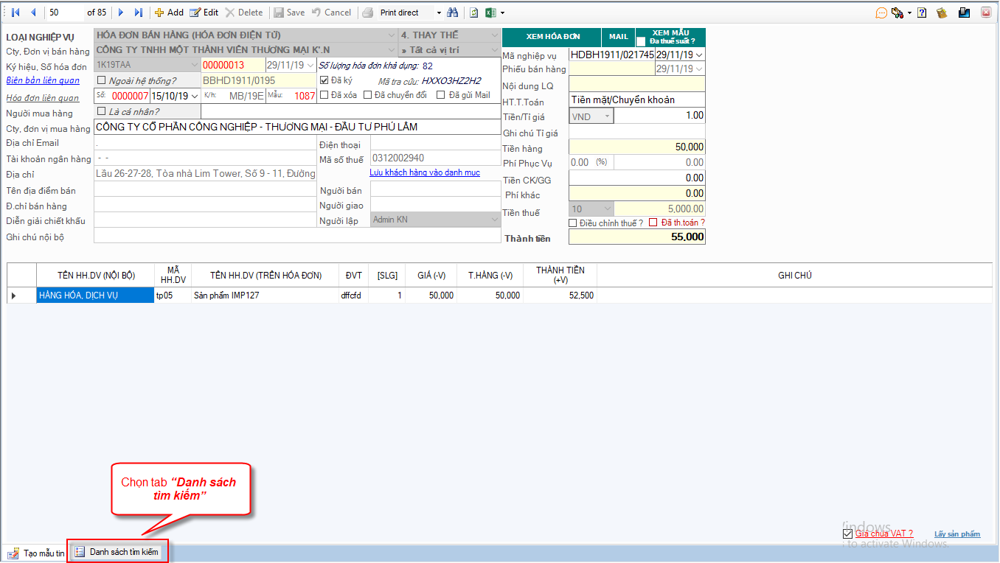 50 of 85 Add Edit Delete Save Cancel Print direct
LOẠI NGHIỆP VỤ HÓA ĐƠN BÁN HÀNG (HÓA ĐƠN ĐIỆN TỬ) 4. THAY THẾ
Cty, Đơn vị bán hàng CÔNG TY TNHH MỘT THÀNH VIÊN THƯƠNG MẠI K'.N » Tất cả vị trí
Ký hiệu, Số hóa đơn 1K19TAA 00000013 29/11/19 Số lượng hóa đơn khả dụng: 82
Biên bản liên quan Ngoài hệ thống? BBHD1911/0195 Đã ký Mã tra cứu: HXXO3HZ2H2
Hóa đơn liên quan Số: 0000007 15/10/19 K/h: MB/19E Mẫu: 1087 Đã xóa Đã chuyển đổi Đã gửi Mail
Người mua hàng Là cá nhân?
Cty, đơn vị mua hàng CÔNG TY CỔ PHẦN CÔNG NGHIỆP - THƯƠNG MẠI - ĐẦU TƯ PHÚ LÂM
Địa chỉ Email . Điện thoại
Tài khoản ngân hàng - - Mã số thuế 0312002940
Địa chỉ Lầu 26-27-28, Tòa nhà Lim Tower, Số 9 - 11, Đường Lưu khách hàng vào danh mục
Tên địa điểm bán Người bán
Đ.chỉ bán hàng Người giao
Diễn giải chiết khấu Người lập Admin KN
Ghi chú nội bộ
XEM HÓA ĐƠN MAIL XEM MẪU
Đa thuế suất ?
Mã nghiệp vụ HDBH1911/021745 29/11/19
Phiếu bán hàng 29/11/19
Nội dung LQ
HT.T.Toán Tiền mặt/Chuyển khoản
Tiền/Tỉ giá VND 1.00
Ghi chú Tỉ giá
Tiền hàng 50,000
Phí Phục Vụ 0.00 (%) 0.00
Tiền CK/GG 0.00
Phí khác 0.00
Tiền thuế 10 5,000.00
Điều chỉnh thuế ? Đã th.toán ?
Thành tiền 55,000
TÊN HH.DV (NỘI BỘ) MÃ HH.DV TÊN HH.DV (TRÊN HÓA ĐƠN) ĐVT [SLG] GIÁ (-V) T.HÀNG (-V) THÀNH TIỀN (+V) GHI CHÚ
HÀNG HÓA, DỊCH VỤ tp05 Sản phẩm IMP127 dffcfd 1 50,000 50,000 52,500
Chọn tab “Danh sách
tìm kiếm”
Giá chưa VAT ? Lấy sản phẩm
to activate Windows.
Tạo mẫu tin Danh sách tìm kiếm